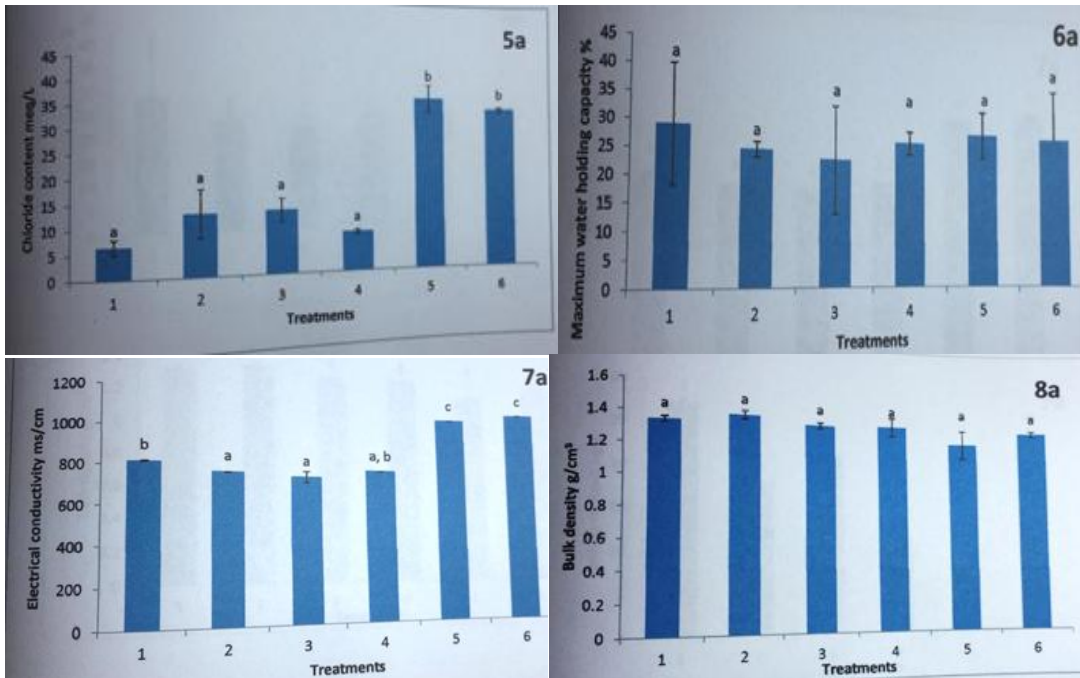 5a
Chloride content meq/L
45
40
35
30
25
20
15
10
5
0
a
a
a
a
b
b
1 2 3 4 5 6
Treatments
6a
Maximum water holding capacity %
45
40
35
30
25
20
15
10
5
0
a
a
a
a
a
a
1 2 3 4 5 6
Treatments
7a
Electrical conductivity ms/cm
1200
1000
800
600
400
200
0
b
a
a
a, b
c
c
1 2 3 4 5 6
Treatments
8a
Bulk density g/cm³
1.6
1.4
1.2
1
0.8
0.6
0.4
0.2
0
a
a
a
a
a
a
1 2 3 4 5 6
Treatments